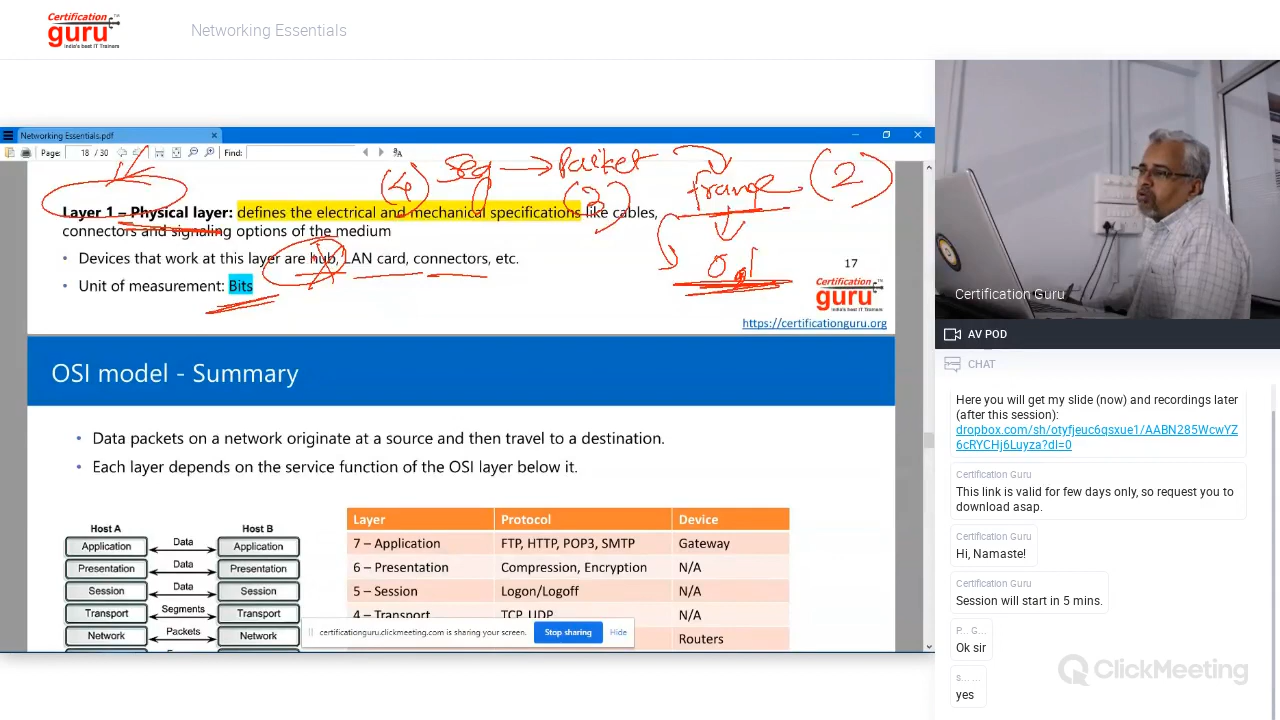 Certification
guru™
India's best IT Trainers
Networking Essentials
Networking Essentials.pdf
Page: 18 / 30 Find:
(4) Seg → Packet (3) frame (2)
0,1
Layer 1 – Physical layer: defines the electrical and mechanical specifications like cables,
connectors and signaling options of the medium
• Devices that work at this layer are hub, LAN card, connectors, etc.
• Unit of measurement: Bits
17
Certification
guru™
India's best IT Trainers
https://certificationguru.org
OSI model - Summary
• Data packets on a network originate at a source and then travel to a destination.
• Each layer depends on the service function of the OSI layer below it.
Host A Host B
Application Data Application
Presentation Data Presentation
Session Data Session
Transport Segments Transport
Network Packets Network
Layer Protocol Device
7 – Application FTP, HTTP, POP3, SMTP Gateway
6 – Presentation Compression, Encryption N/A
5 – Session Logon/Logoff N/A
4 – Transport TCP, UDP N/A
Routers
certificationguru.clickmeeting.com is sharing your screen. Stop sharing Hide
Certification Guru
AV POD
CHAT
Here you will get my slide (now) and recordings later
(after this session):
dropbox.com/sh/otyfjeuc6qsxue1/AABN285WcwYZ
6cRYCHj6Luyza?dl=0
Certification Guru
This link is valid for few days only, so request you to
download asap.
Certification Guru
Hi, Namaste!
Certification Guru
Session will start in 5 mins.
P... G...
Ok sir
s... ...
yes
ClickMeeting